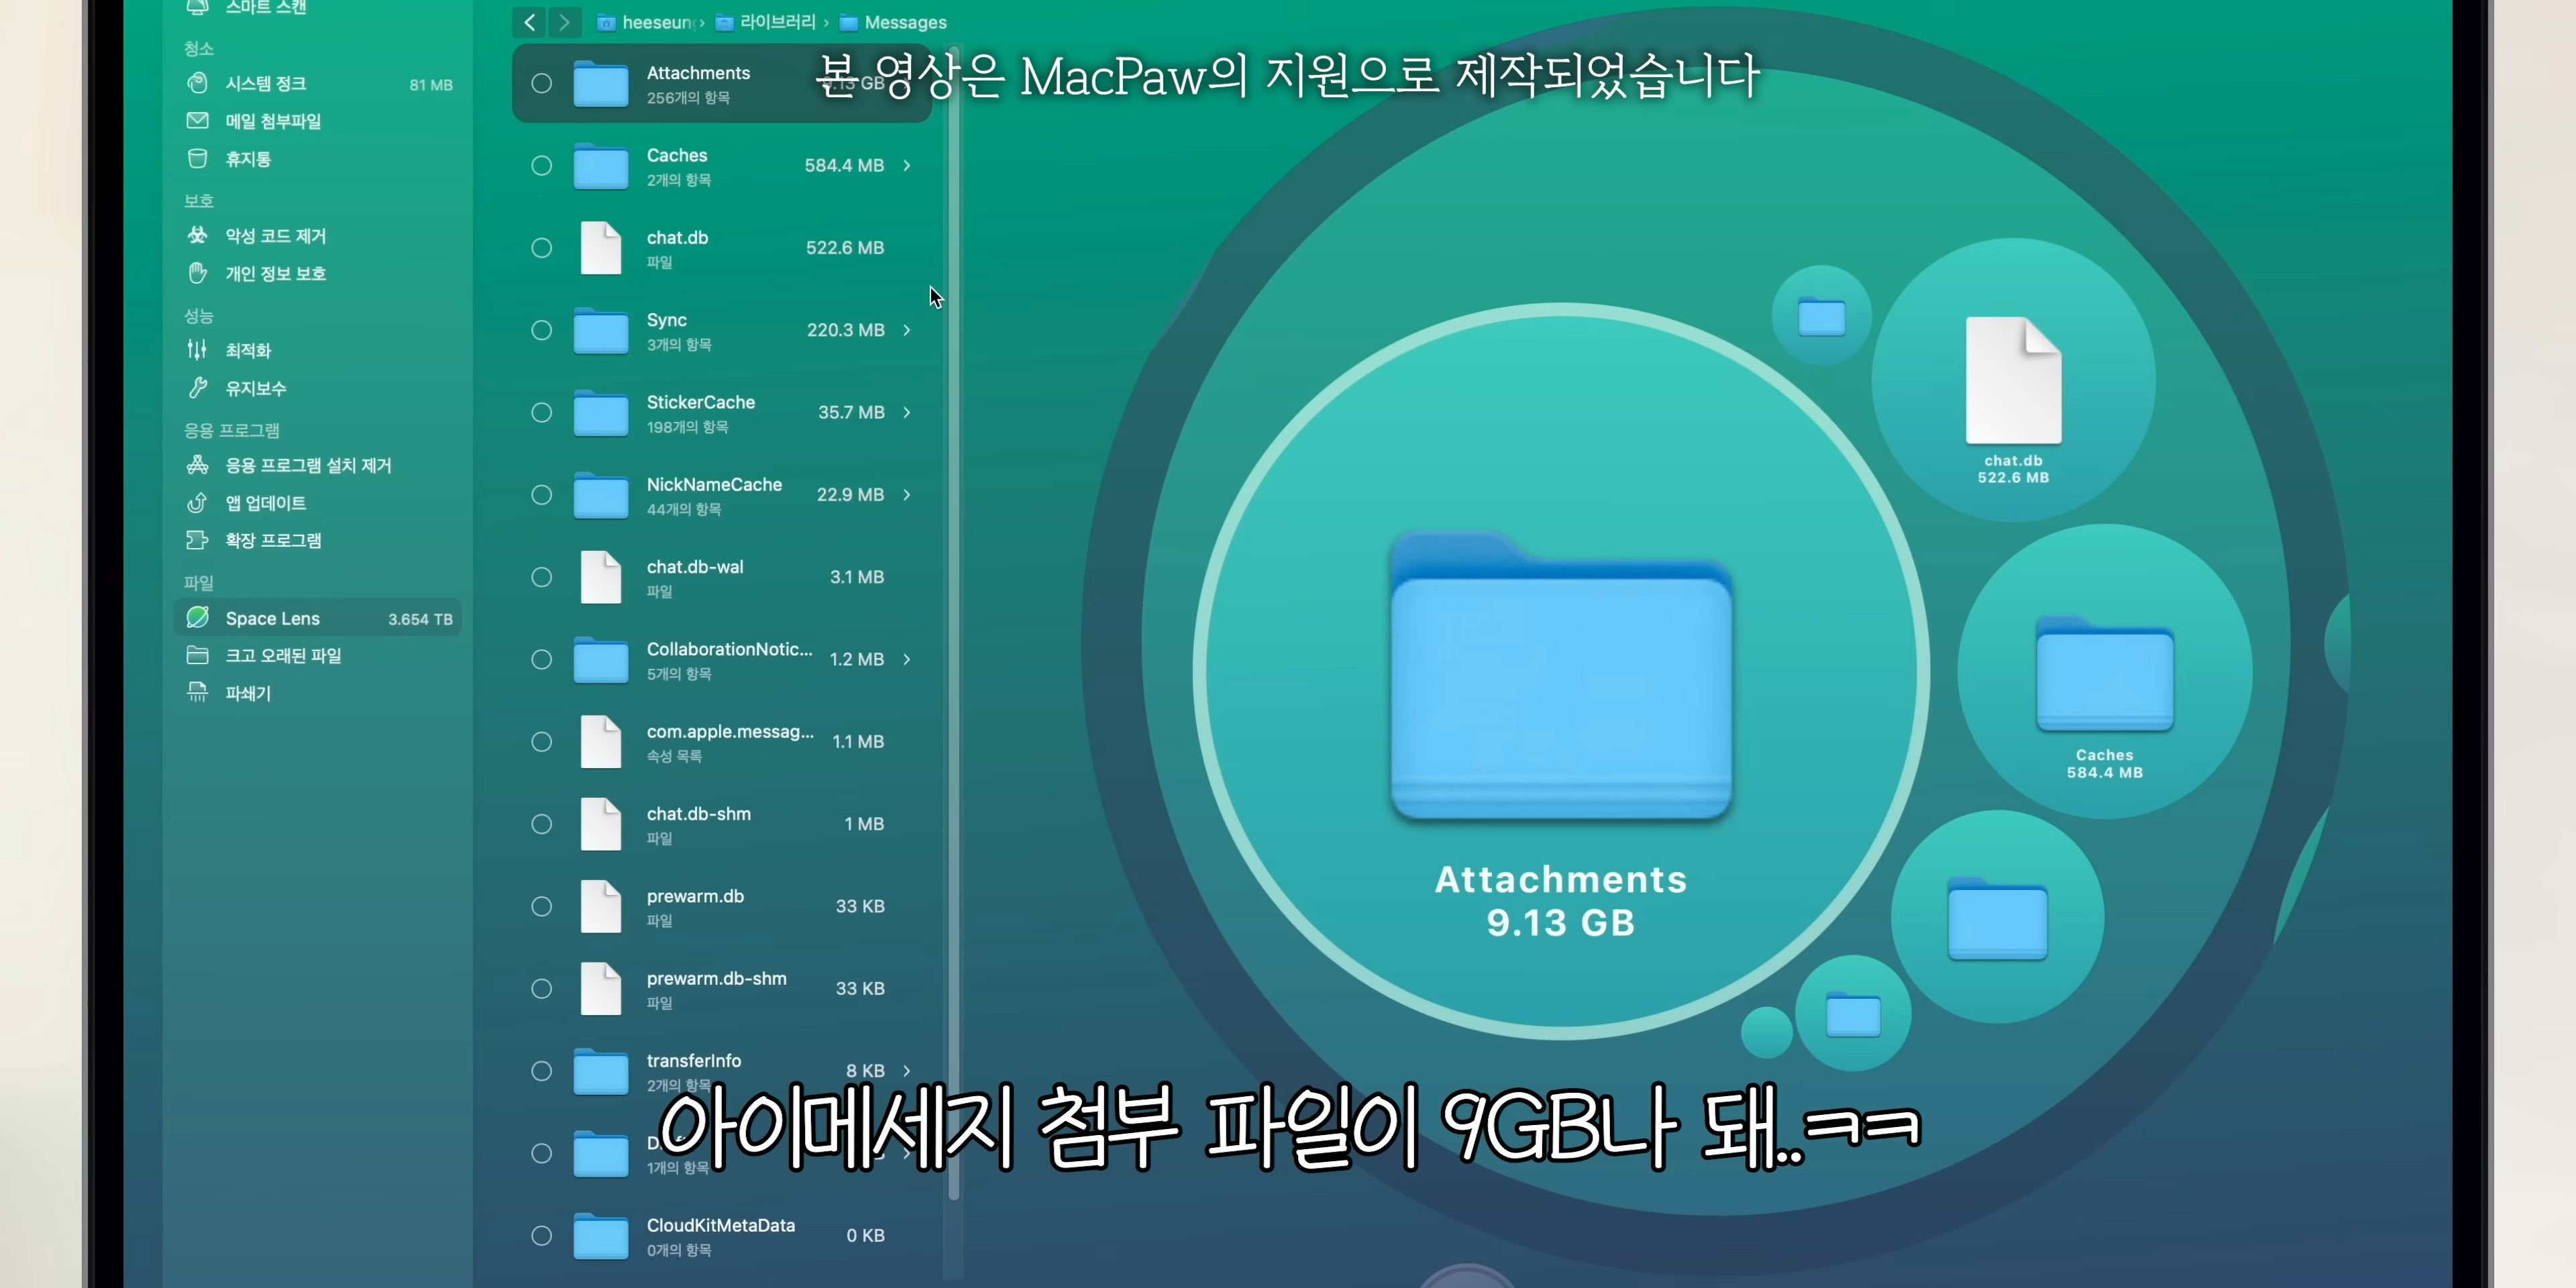 스마트 스캔
청소
시스템 정크 81 MB
메일 첨부파일
휴지통
보호
악성 코드 제거
개인 정보 보호
성능
최적화
유지보수
응용 프로그램
응용 프로그램 설치 제거
앱 업데이트
확장 프로그램
파일
Space Lens 3.654 TB
크고 오래된 파일
파쇄기
heeseun 라이브러리 Messages
본 영상은 MacPaw의 지원으로 제작되었습니다
Attachments 9.13 GB
256개의 항목
Caches 584.4 MB
2개의 항목
chat.db 522.6 MB
파일
Sync 220.3 MB
3개의 항목
StickerCache 35.7 MB
198개의 항목
NickNameCache 22.9 MB
44개의 항목
chat.db-wal 3.1 MB
파일
CollaborationNotic... 1.2 MB
5개의 항목
com.apple.messag... 1.1 MB
속성 목록
chat.db-shm 1 MB
파일
prewarm.db 33 KB
파일
prewarm.db-shm 33 KB
파일
transferInfo 8 KB
2개의 항목
1개의 항목
CloudKitMetaData 0 KB
0개의 항목
chat.db
522.6 MB
Caches
584.4 MB
Attachments
9.13 GB
아이메세지 첨부 파일이 9GB나 돼..ㅋㅋ